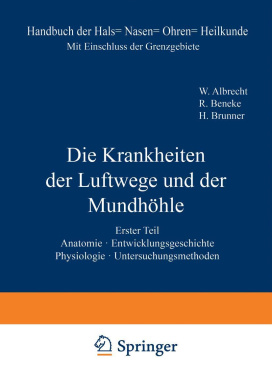 Handbuch der Hals= Nasen= Ohren= Heilkunde
Mit Einschluss der Grenzgebiete
W. Albrecht
R. Beneke
H. Brunner
Die Krankheiten
der Luftwege und der
Mundhöhle
Erster Teil
Anatomie · Entwicklungsgeschichte
Physiologie · Untersuchungsmethoden
Springer